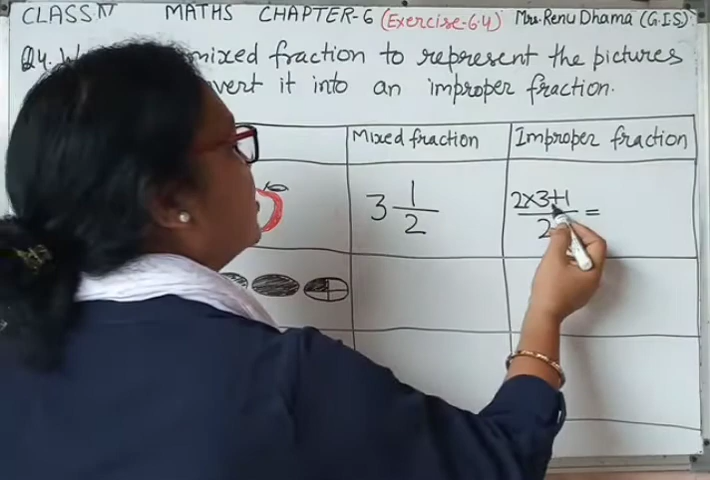 CLASS IV MATHS CHAPTER-6 (Exercise-6.4) Mrs. Renu Dhama (G.I.S)
Q4. mixed fraction to represent the pictures
it into an improper fraction.
Mixed fraction Improper fraction
3 1/2 2×3+1/2 =